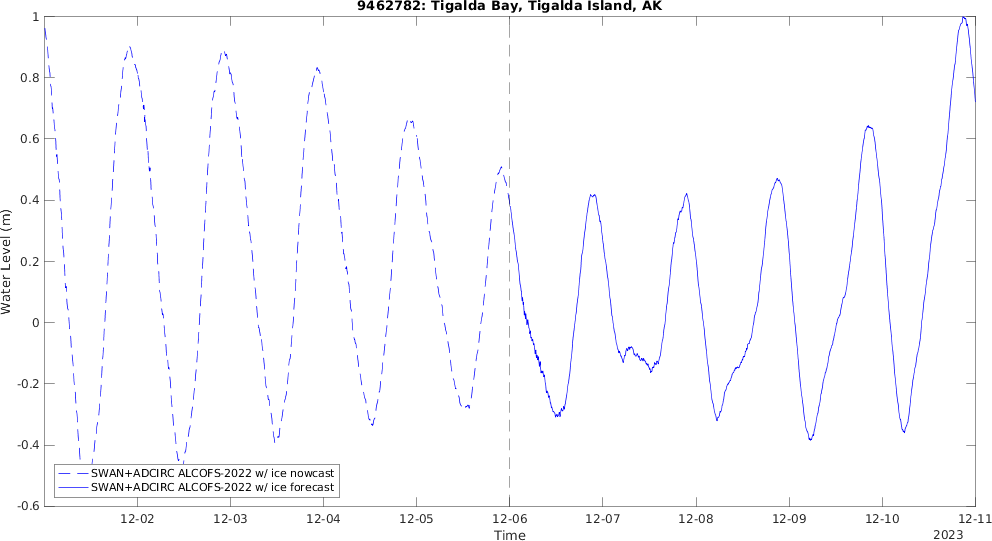 9462782: Tigalda Bay, Tigalda Island, AK
1
0.8
0.6
0.4
0.2
0
-0.2
-0.4
-0.6
Water Level (m)
SWAN+ADCIRC ALCOFS-2022 w/ ice nowcast
SWAN+ADCIRC ALCOFS-2022 w/ ice forecast
12-02 12-03 12-04 12-05 12-06 12-07 12-08 12-09 12-10 12-11
Time
2023